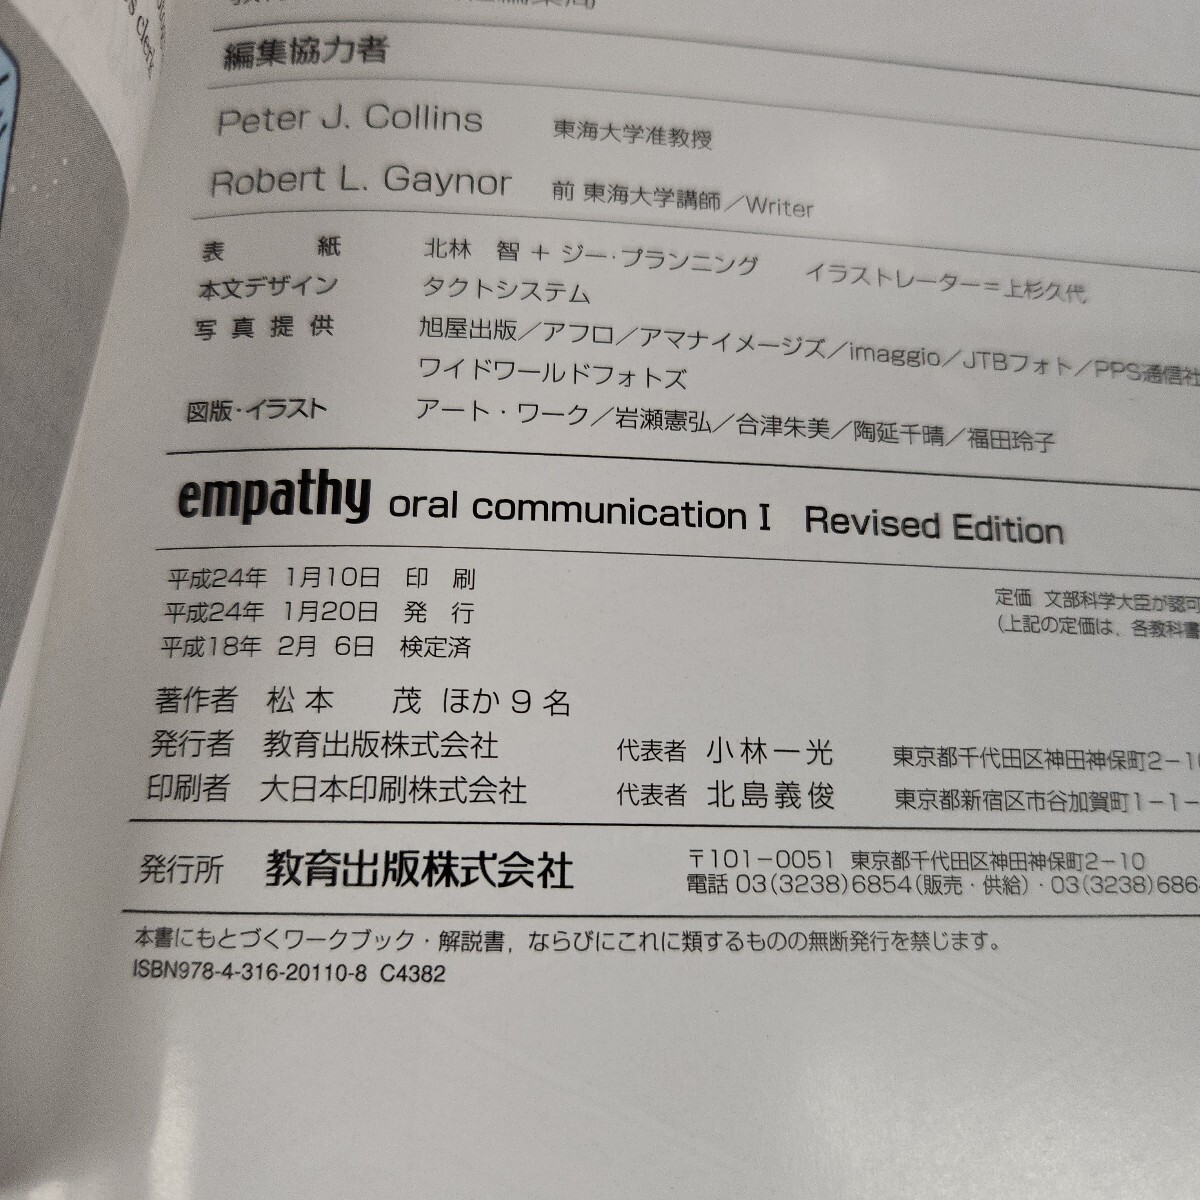 編集協力者
Peter J. Collins 東海大学准教授
Robert L. Gaynor 前 東海大学講師／Writer
表 紙 北林 智 + ジー・プランニング イラストレーター=上杉久代
本文デザイン タクトシステム
写真提供 旭屋出版／アフロ／アマナイメージズ／imaggio／JTBフォト／PPS通信社
ワイドワールドフォトズ
図版・イラスト アート・ワーク／岩瀬憲弘／合津朱美／陶延千晴／福田玲子
empathy oral communication I Revised Edition
平成24年 1月10日 印 刷
平成24年 1月20日 発 行
平成18年 2月 6日 検定済
定価 文部科学大臣が認可
(上記の定価は、各教科書
著作者 松本 茂 ほか9名
発行者 教育出版株式会社 代表者 小林一光 東京都千代田区神田神保町2-10
印刷者 大日本印刷株式会社 代表者 北島義俊 東京都新宿区市谷加賀町1-1-
発行所 教育出版株式会社 〒101-0051 東京都千代田区神田神保町2-10
電話 03(3238)6854(販売・供給)・03(3238)686
本書にもとづくワークブック・解説書，ならびにこれに類するものの無断発行を禁じます。
ISBN978-4-316-20110-8 C4382